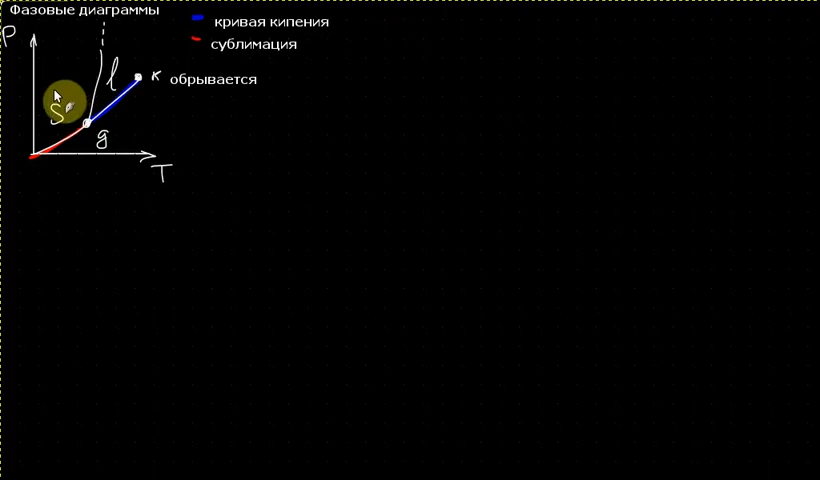 Фазовые диаграммы
кривая кипения
сублимация
P
l
к обрывается
S
g
T